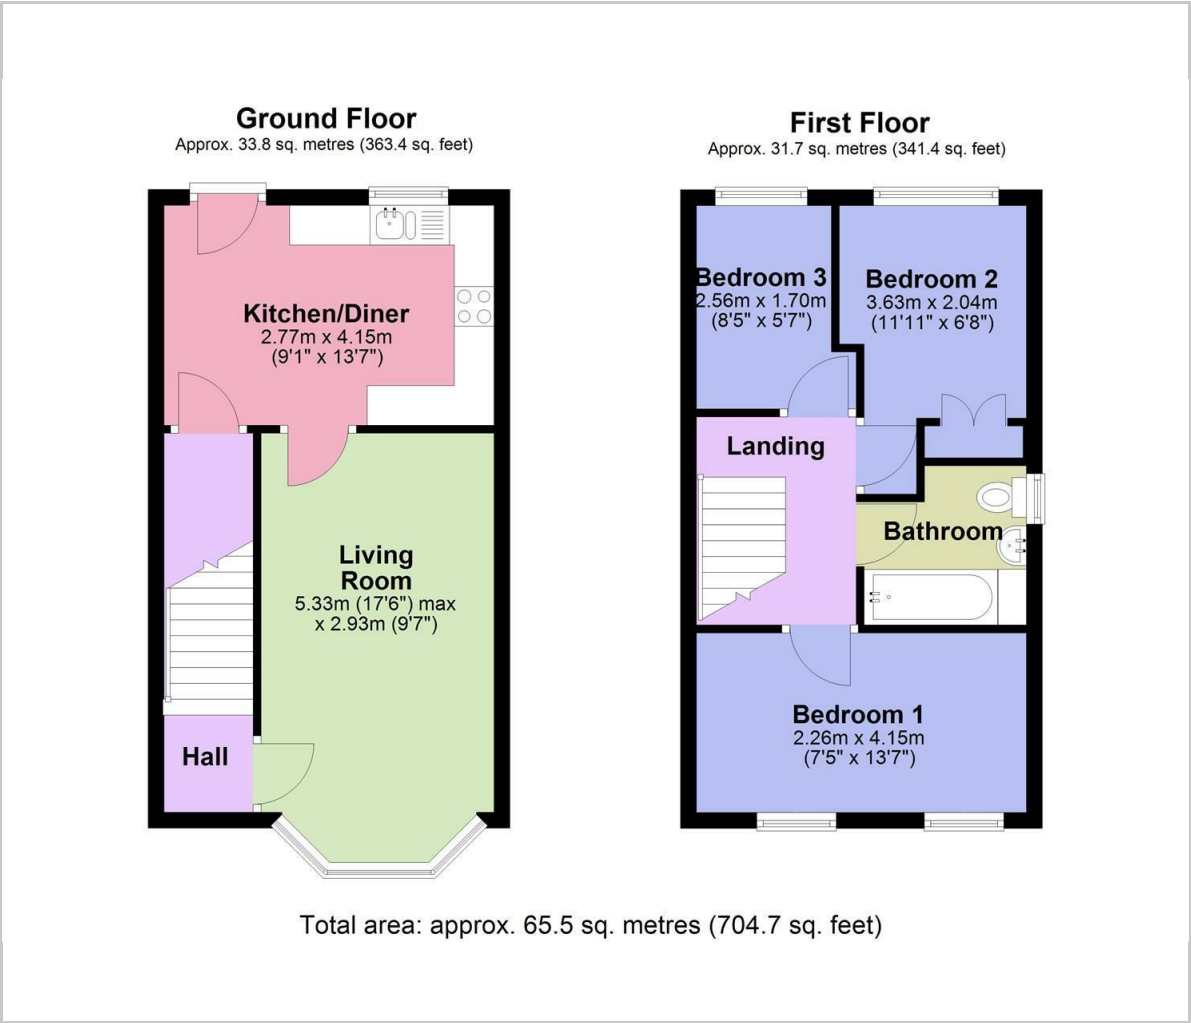 Ground Floor
Approx. 33.8 sq. metres (363.4 sq. feet)
Kitchen/Diner
2.77m x 4.15m
(9'1" x 13'7")
Living
Room
5.33m (17'6") max
x 2.93m (9'7")
Hall
First Floor
Approx. 31.7 sq. metres (341.4 sq. feet)
Bedroom 3
2.56m x 1.70m
(8'5" x 5'7")
Bedroom 2
3.63m x 2.04m
(11'11" x 6'8")
Landing
Bathroom
Bedroom 1
2.26m x 4.15m
(7'5" x 13'7")
Total area: approx. 65.5 sq. metres (704.7 sq. feet)